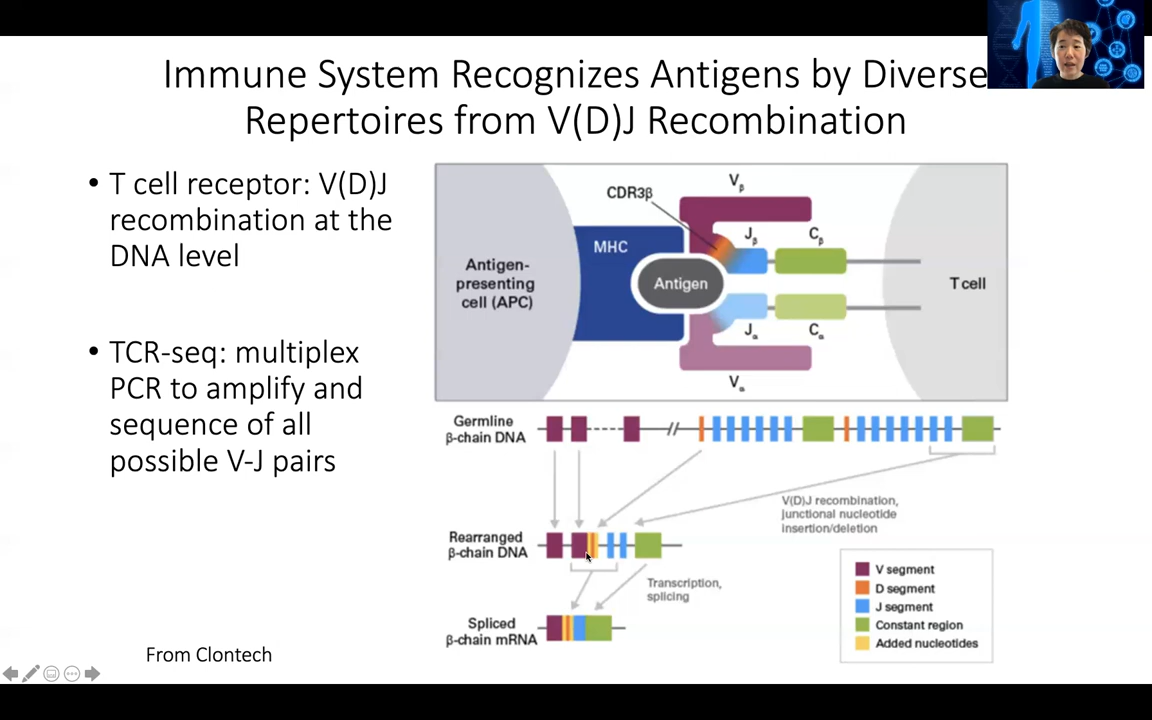 Immune System Recognizes Antigens by Diverse
Repertoires from V(D)J Recombination
• T cell receptor: V(D)J
recombination at the
DNA level
• TCR-seq: multiplex
PCR to amplify and
sequence of all
possible V-J pairs
From Clontech
Vβ
CDR3β
Jβ
Cβ
MHC
Antigen-
presenting
cell (APC)
Antigen
T cell
Jα
Cα
Vα
Germline
β-chain DNA
V(D)J recombination,
junctional nucleotide
insertion/deletion
Rearranged
β-chain DNA
Transcription,
splicing
Spliced
β-chain mRNA
V segment
D segment
J segment
Constant region
Added nucleotides